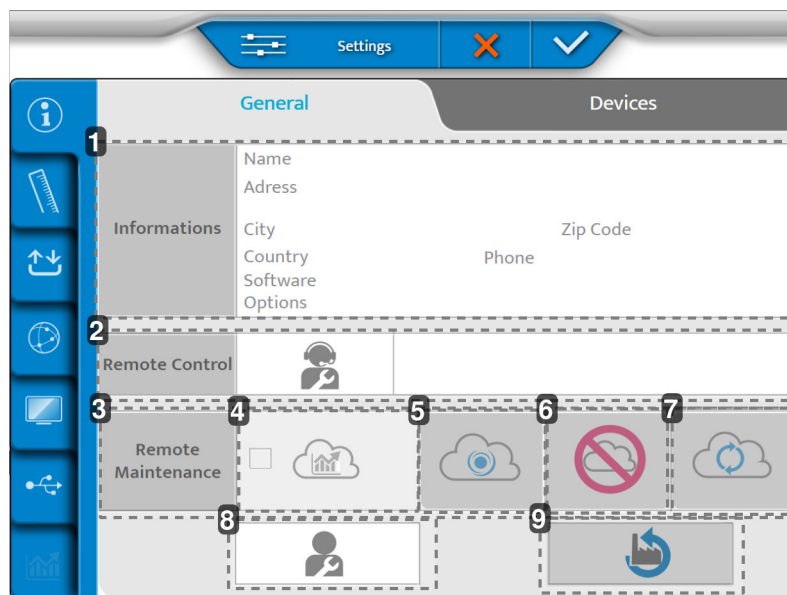 Settings
General Devices
1
Informations
Name
Adress
City Zip Code
Country Phone
Software
Options
2
Remote Control
3 4 5 6 7
Remote
Maintenance
8 9